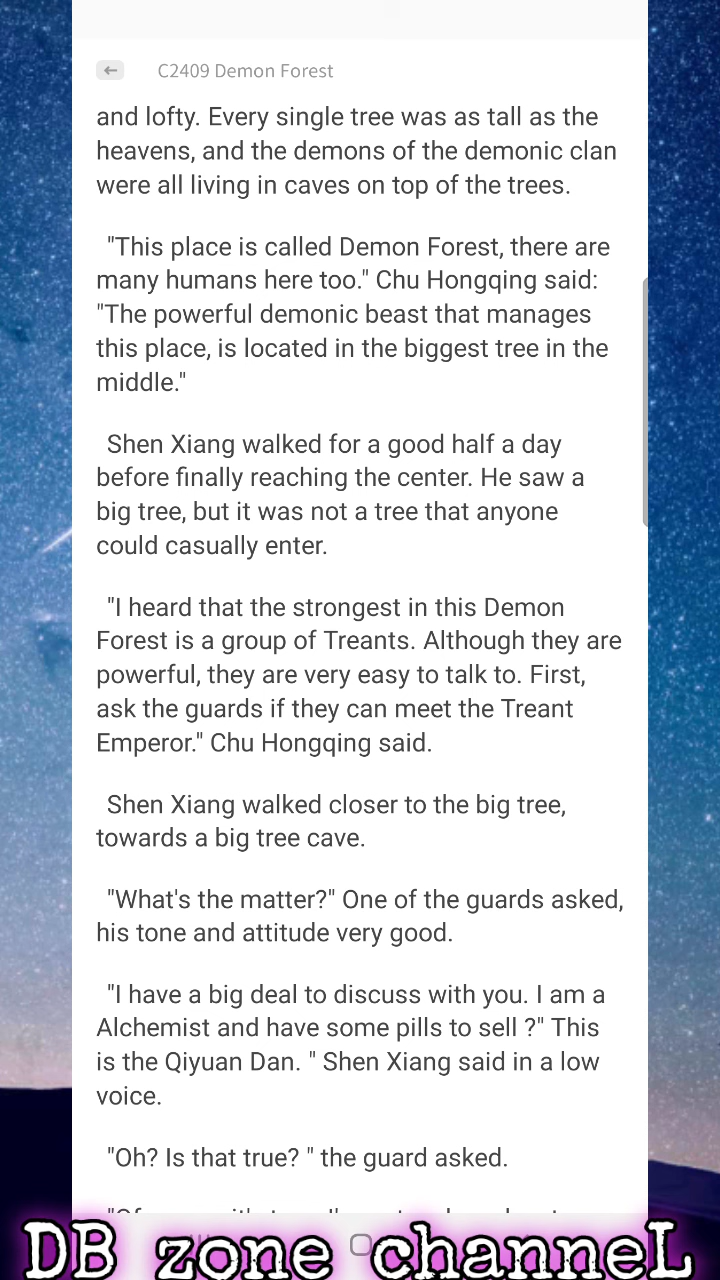 C2409 Demon Forest
and lofty. Every single tree was as tall as the
heavens, and the demons of the demonic clan
were all living in caves on top of the trees.
"This place is called Demon Forest, there are
many humans here too." Chu Hongqing said:
"The powerful demonic beast that manages
this place, is located in the biggest tree in the
middle."
Shen Xiang walked for a good half a day
before finally reaching the center. He saw a
big tree, but it was not a tree that anyone
could casually enter.
"I heard that the strongest in this Demon
Forest is a group of Treants. Although they are
powerful, they are very easy to talk to. First,
ask the guards if they can meet the Treant
Emperor." Chu Hongqing said.
Shen Xiang walked closer to the big tree,
towards a big tree cave.
"What's the matter?" One of the guards asked,
his tone and attitude very good.
"I have a big deal to discuss with you. I am a
Alchemist and have some pills to sell ?" This
is the Qiyuan Dan. " Shen Xiang said in a low
voice.
"Oh? Is that true? " the guard asked.
DB zone channeL